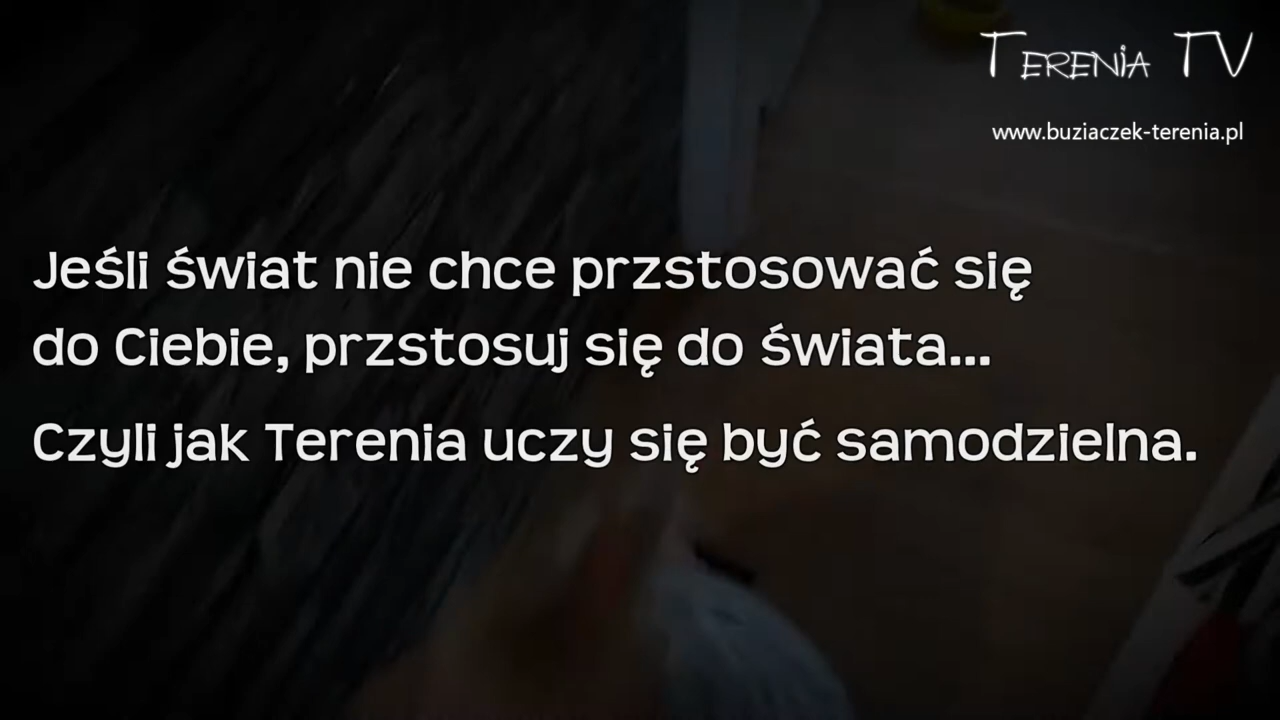 Terenia TV
www.buziaczek-terenia.pl
Jeśli świat nie chce przstosować się
do Ciebie, przstosuj się do świata...
Czyli jak Terenia uczy się być samodzielna.